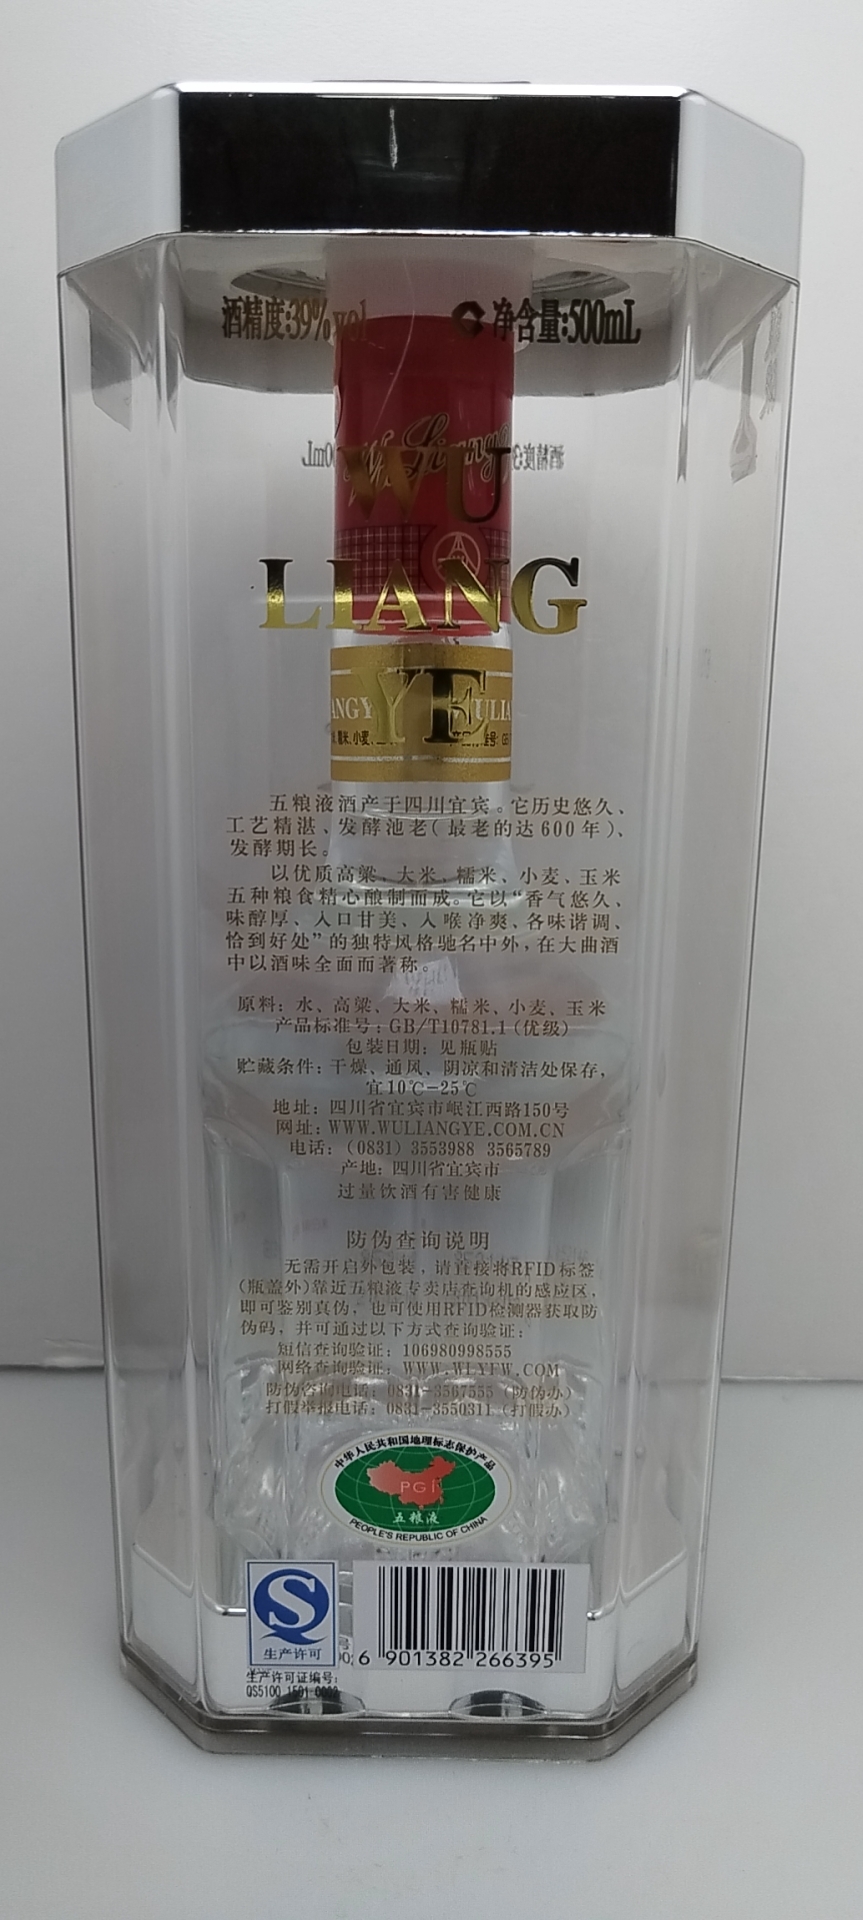 酒精度:39%vol 净含量:500mL
WU
LIANG
YE
五粮液酒产于四川宜宾。它历史悠久、
工艺精湛、发酵池老(最老的达600年)、
发酵期长。
以优质高粱、大米、糯米、小麦、玉米
五种粮食精心酿制而成。它以“香气悠久、
味醇厚、入口甘美、入喉净爽、各味谐调、
恰到好处”的独特风格驰名中外,在大曲酒
中以酒味全面而著称。
原料:水、高粱、大米、糯米、小麦、玉米
产品标准号:GB/T10781.1(优级)
包装日期:见瓶贴
贮藏条件:干燥、通风、阴凉和清洁处保存,
宜10℃-25℃
地址:四川省宜宾市岷江西路150号
网址:WWW.WULIANGYE.COM.CN
电话:(0831)3553988 3565789
产地:四川省宜宾市
过量饮酒有害健康
防伪查询说明
无需开启外包装,请直接将RFID标签
(瓶盖外)靠近五粮液专卖店查询机的感应区,
即可鉴别真伪,也可使用RFID检测器获取防
伪码,并可通过以下方式查询验证:
短信查询验证:106980998555
网络查询验证:WWW.WLYFW.COM
防伪咨询电话:0831-3567555(防伪办)
打假举报电话:0831-3550311(打假办)
中华人民共和国地理标志保护产品
PGI
五粮液
PEOPLE'S REPUBLIC OF CHINA
生产许可
6 901382 266395
生产许可证编号:
QS5100 1501 0002